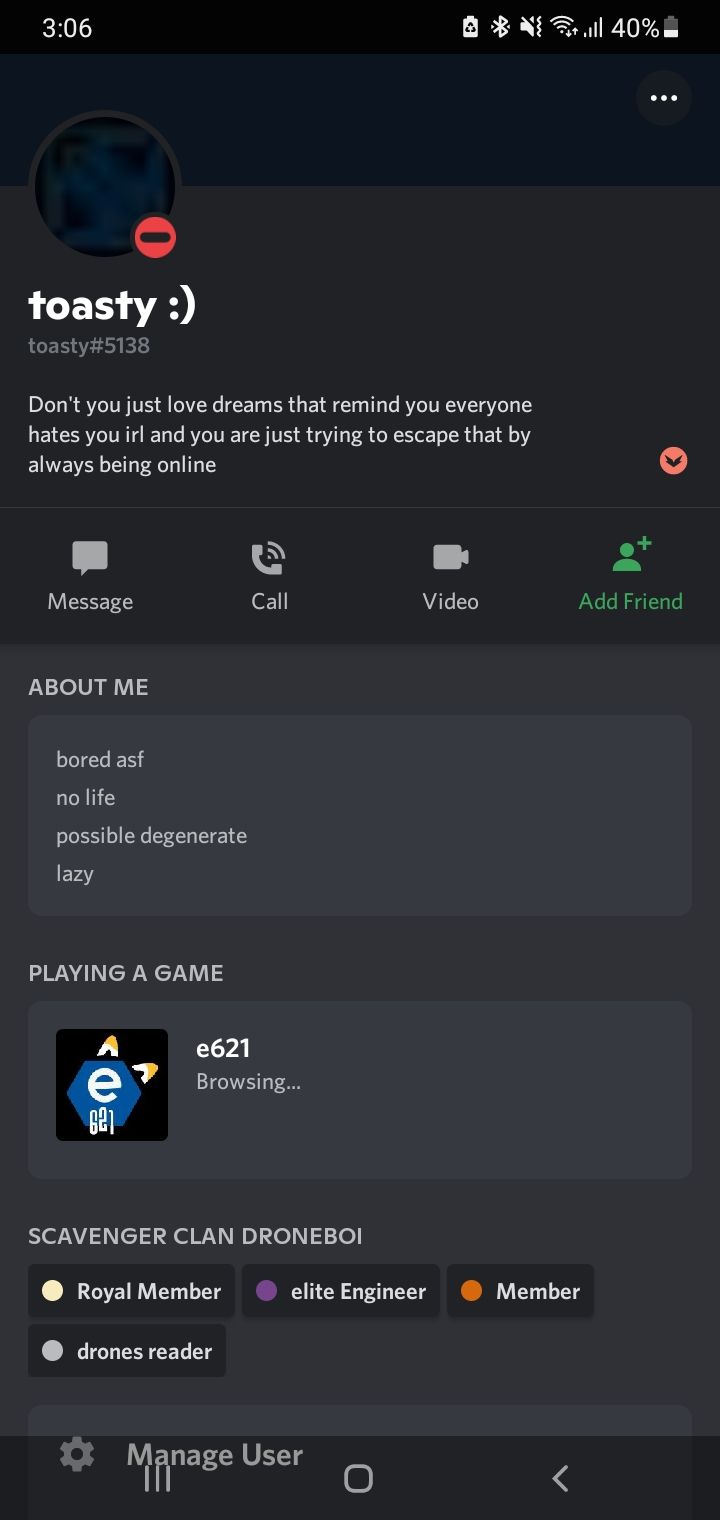 3:06
40%
toasty :)
toasty#5138
Don't you just love dreams that remind you everyone
hates you irl and you are just trying to escape that by
always being online
Message
Call
Video
Add Friend
ABOUT ME
bored asf
no life
possible degenerate
lazy
PLAYING A GAME
e
621
e621
Browsing...
SCAVENGER CLAN DRONEBOI
Royal Member
elite Engineer
Member
drones reader
Manage User